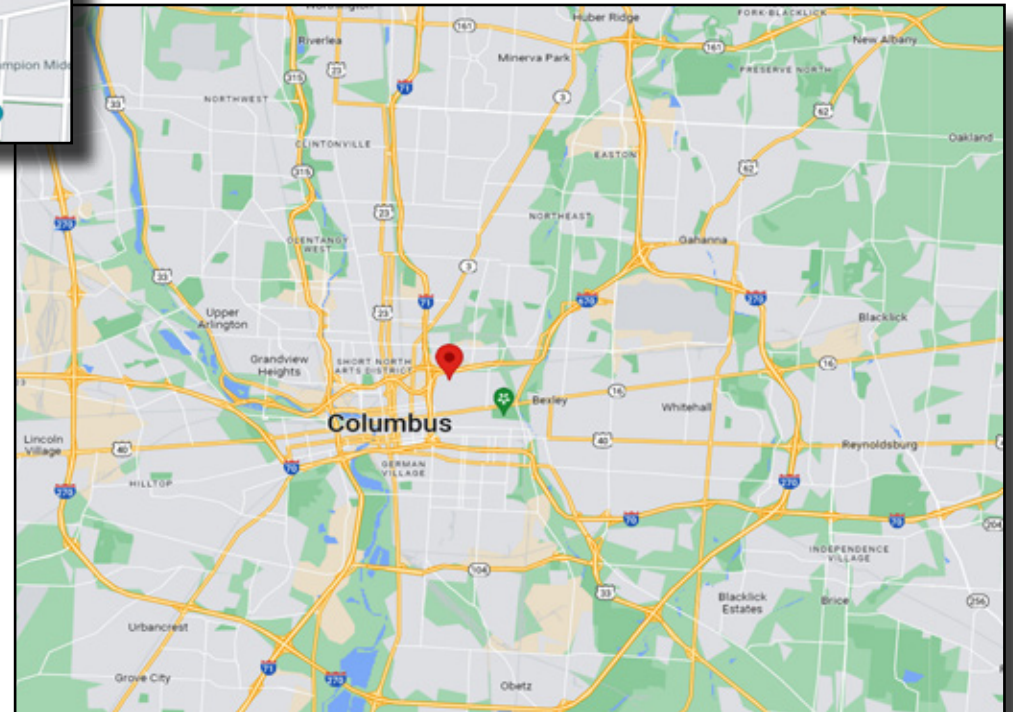 Huber Ridge
FORK-BLACKLICK
161
Riverlea
161
New Albany
Minerva Park
ampion Midd
315
23
PRESERVE NORTH
71
3
33
NORTHWEST
62
CLINTONVILLE
Oakland
EASTON
315
62
23
NORTHEAST
270
OLENTANGY
WEST
Gahanna
3
33
71
670
270
23
Upper
Arlington
Blacklick
Grandview
Heights
SHORT NORTH
ARTS DISTRICT
16
16
Bexley
Whitehall
Columbus
Lincoln
Village
40
40
Reynoldsburg
70
GERMAN
VILLAGE
HILLTOP
270
270
70
70
204
INDEPENDENCE
VILLAGE
104
33
Blacklick
Estates
Brice
256
Urbancrest
71
270
Grove City
Obetz